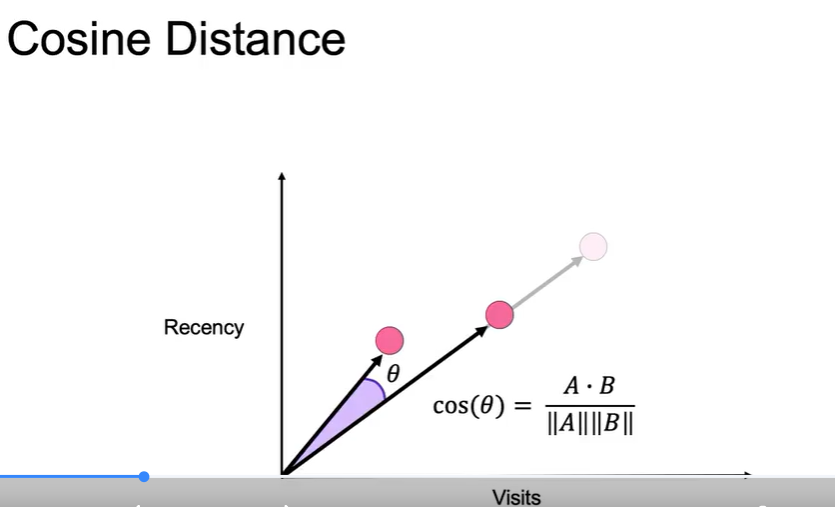 Cosine Distance
Recency
θ
cos(θ) = A · B / ‖A‖‖B‖
Visits